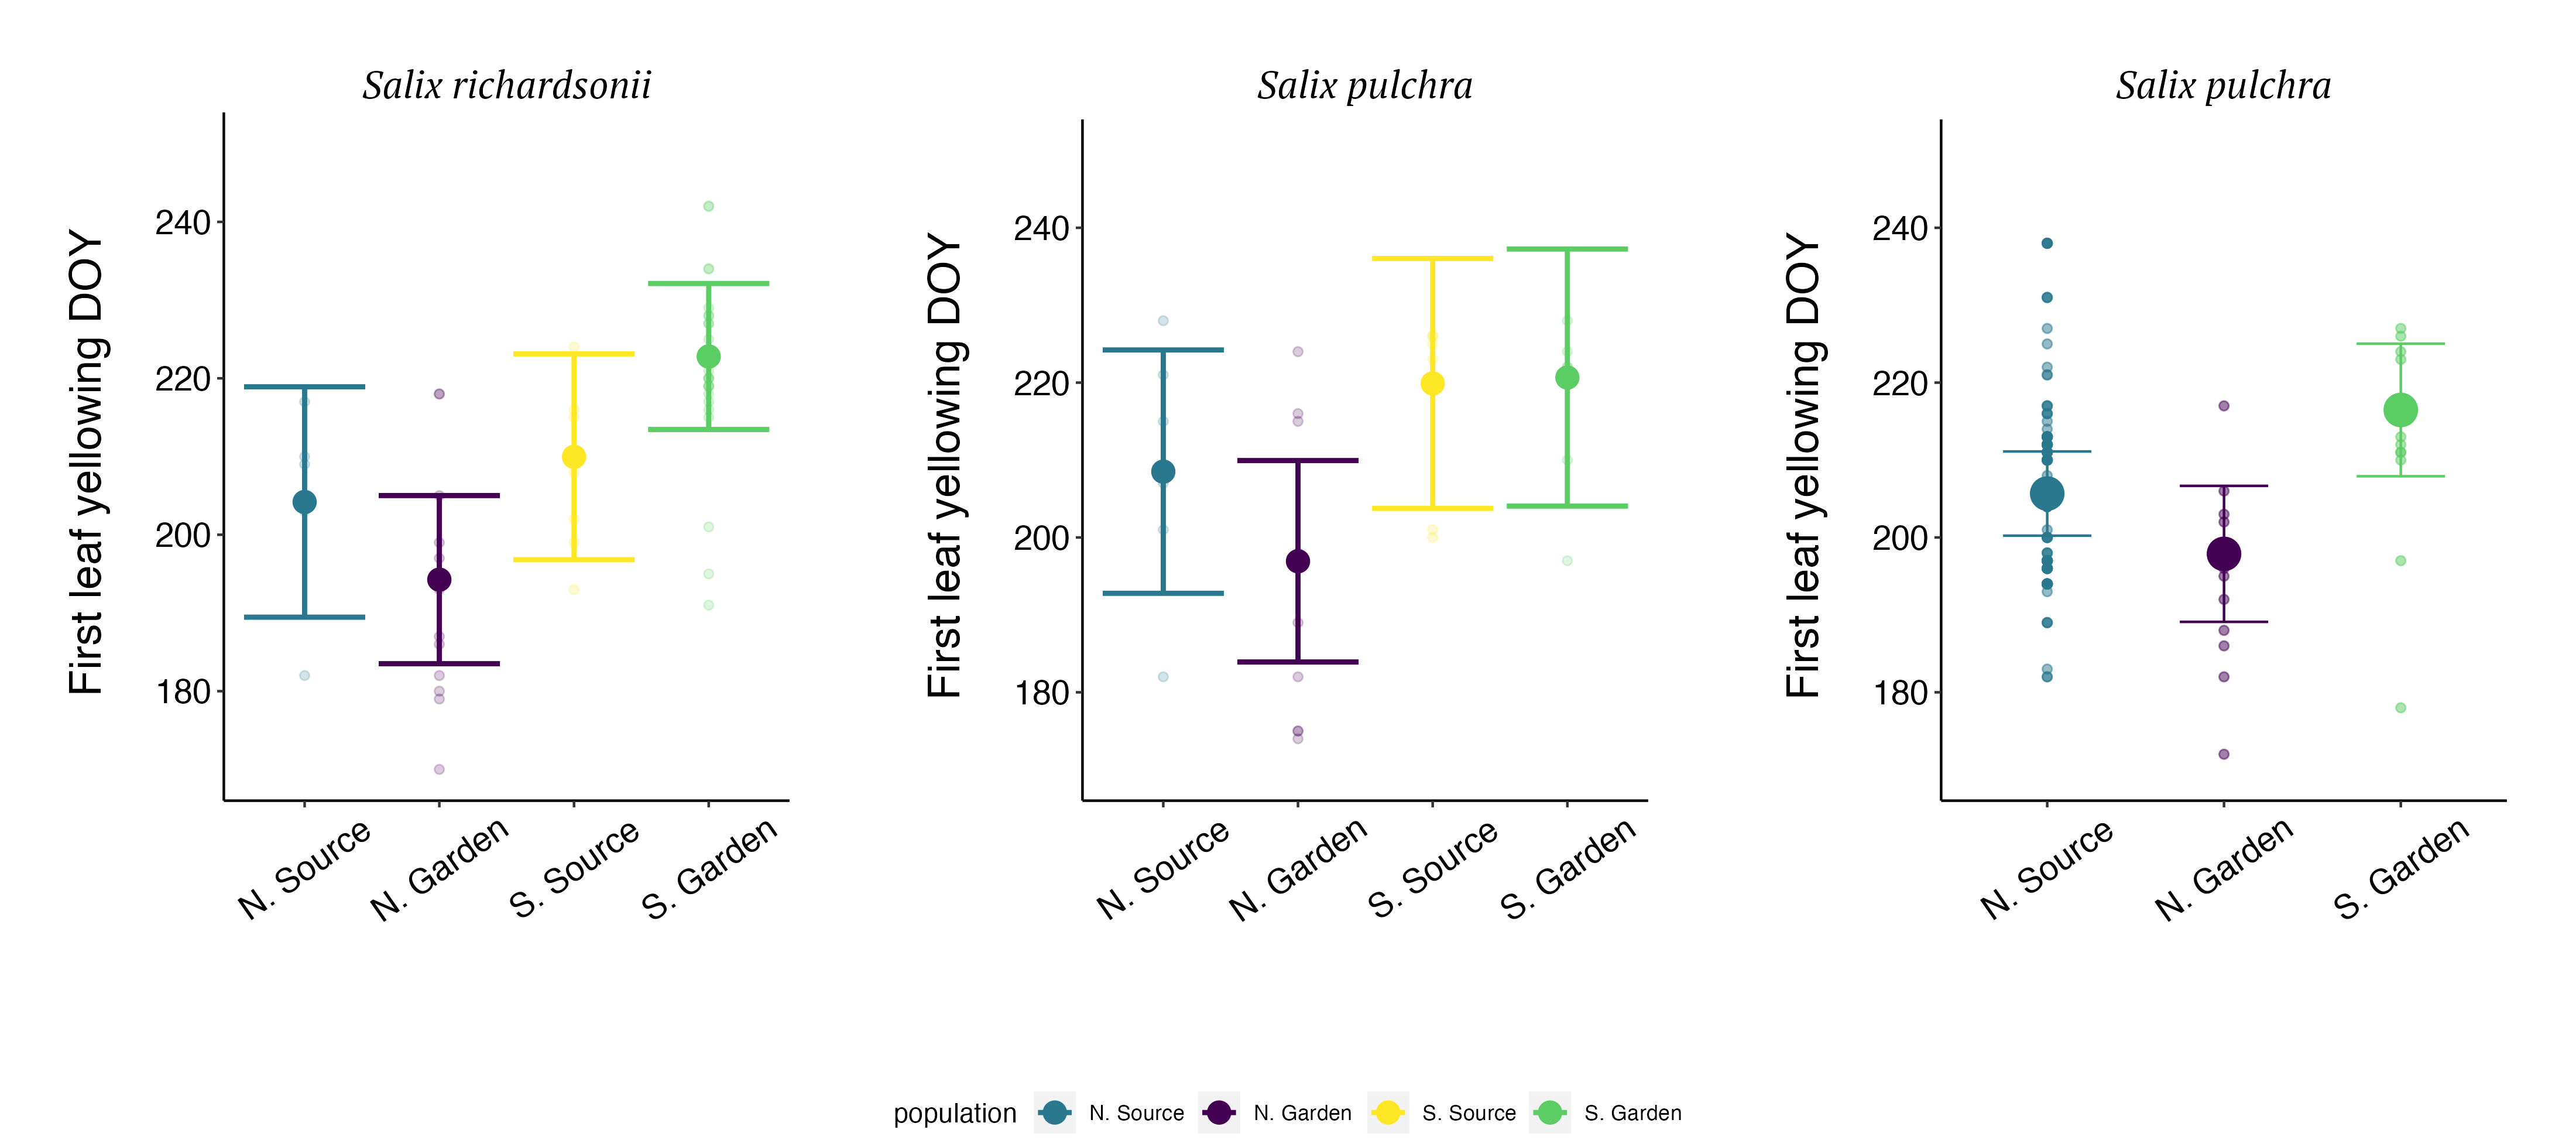 Salix richardsonii
First leaf yellowing DOY
240
220
200
180
N. Source
N. Garden
S. Source
S. Garden
Salix pulchra
First leaf yellowing DOY
240
220
200
180
N. Source
N. Garden
S. Source
S. Garden
Salix pulchra
First leaf yellowing DOY
240
220
200
180
N. Source
N. Garden
S. Garden
population N. Source N. Garden S. Source S. Garden